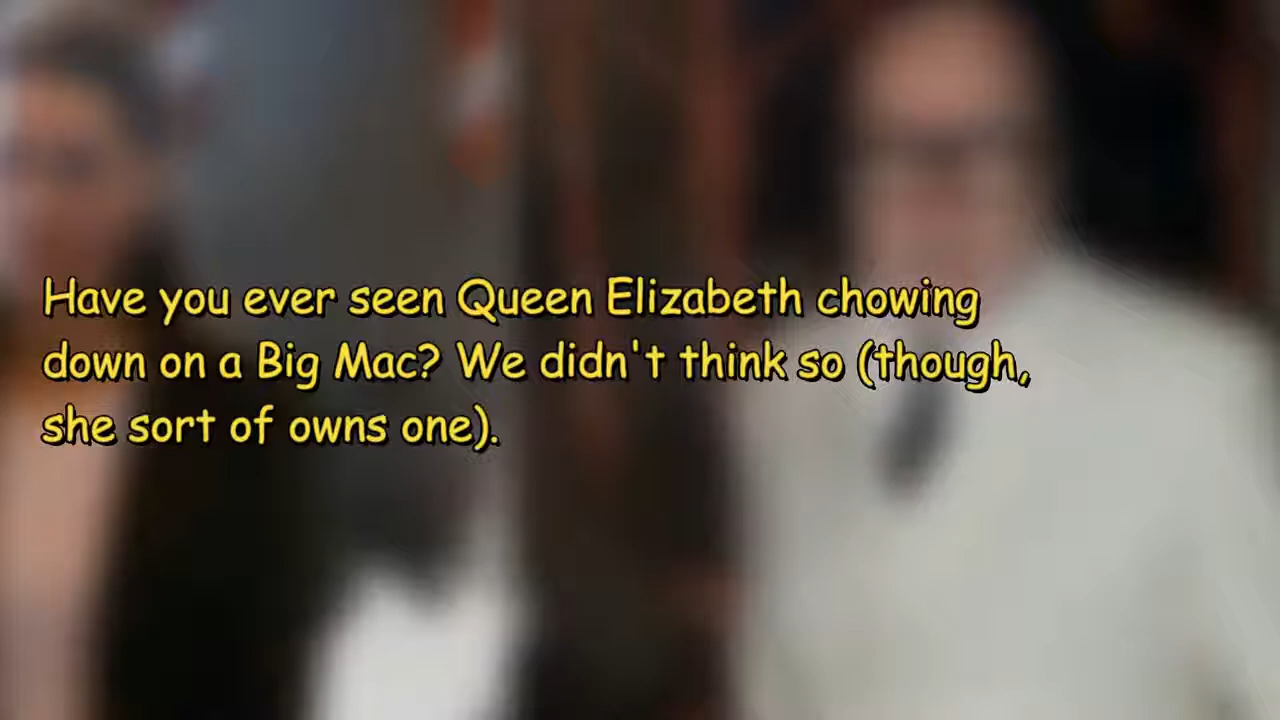 Have you ever seen Queen Elizabeth chowing
down on a Big Mac? We didn't think so (though,
she sort of owns one).